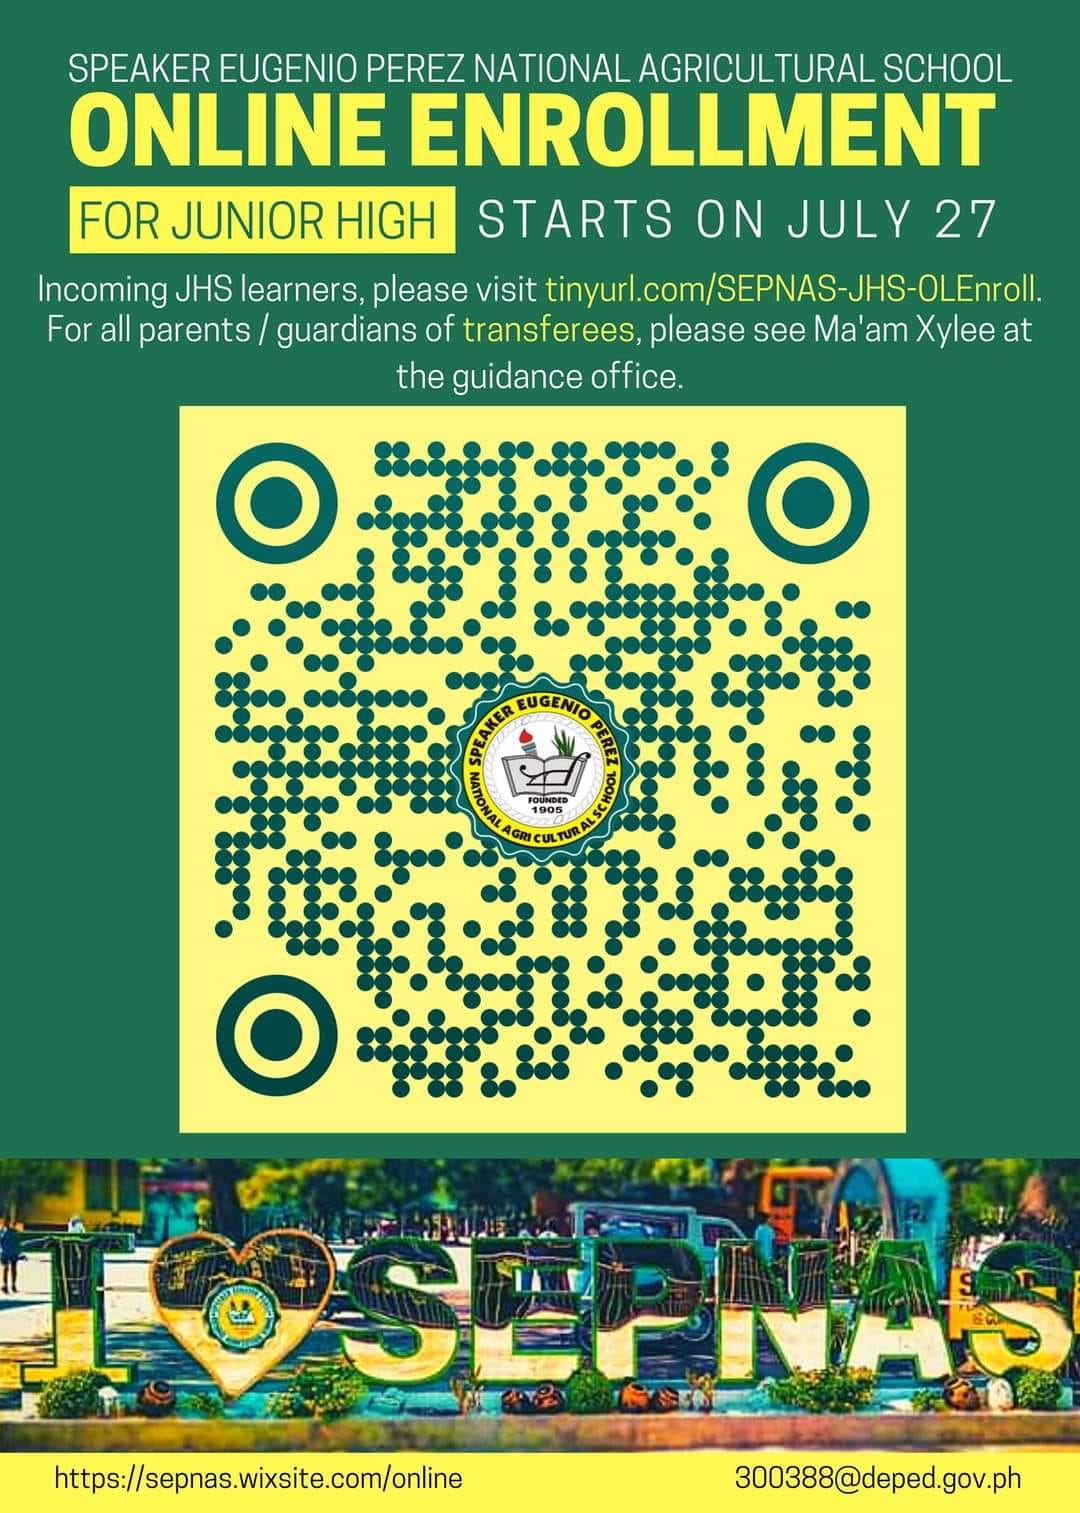 SPEAKER EUGENIO PEREZ NATIONAL AGRICULTURAL SCHOOL
ONLINE ENROLLMENT
FOR JUNIOR HIGH STARTS ON JULY 27
Incoming JHS learners, please visit tinyurl.com/SEPNAS-JHS-OLEnroll.
For all parents / guardians of transferees, please see Ma'am Xylee at
the guidance office.
SPEAKER EUGENIO PEREZ
NATIONAL AGRICULTURAL SCHOOL
FOUNDED
1905
I SEPNAS
https://sepnas.wixsite.com/online
300388@deped.gov.ph